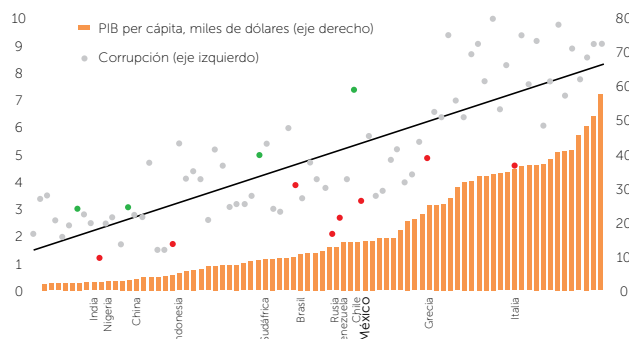 PIB per cápita, miles de dólares (eje derecho)
Corrupción (eje izquierdo)
10
9
8
7
6
5
4
3
2
1
0
80
70
60
50
40
30
20
10
0
India
Nigeria
China
ndonesia
Sudáfrica
Brasil
Rusia
enezuela
Chile
México
Grecia
Italia